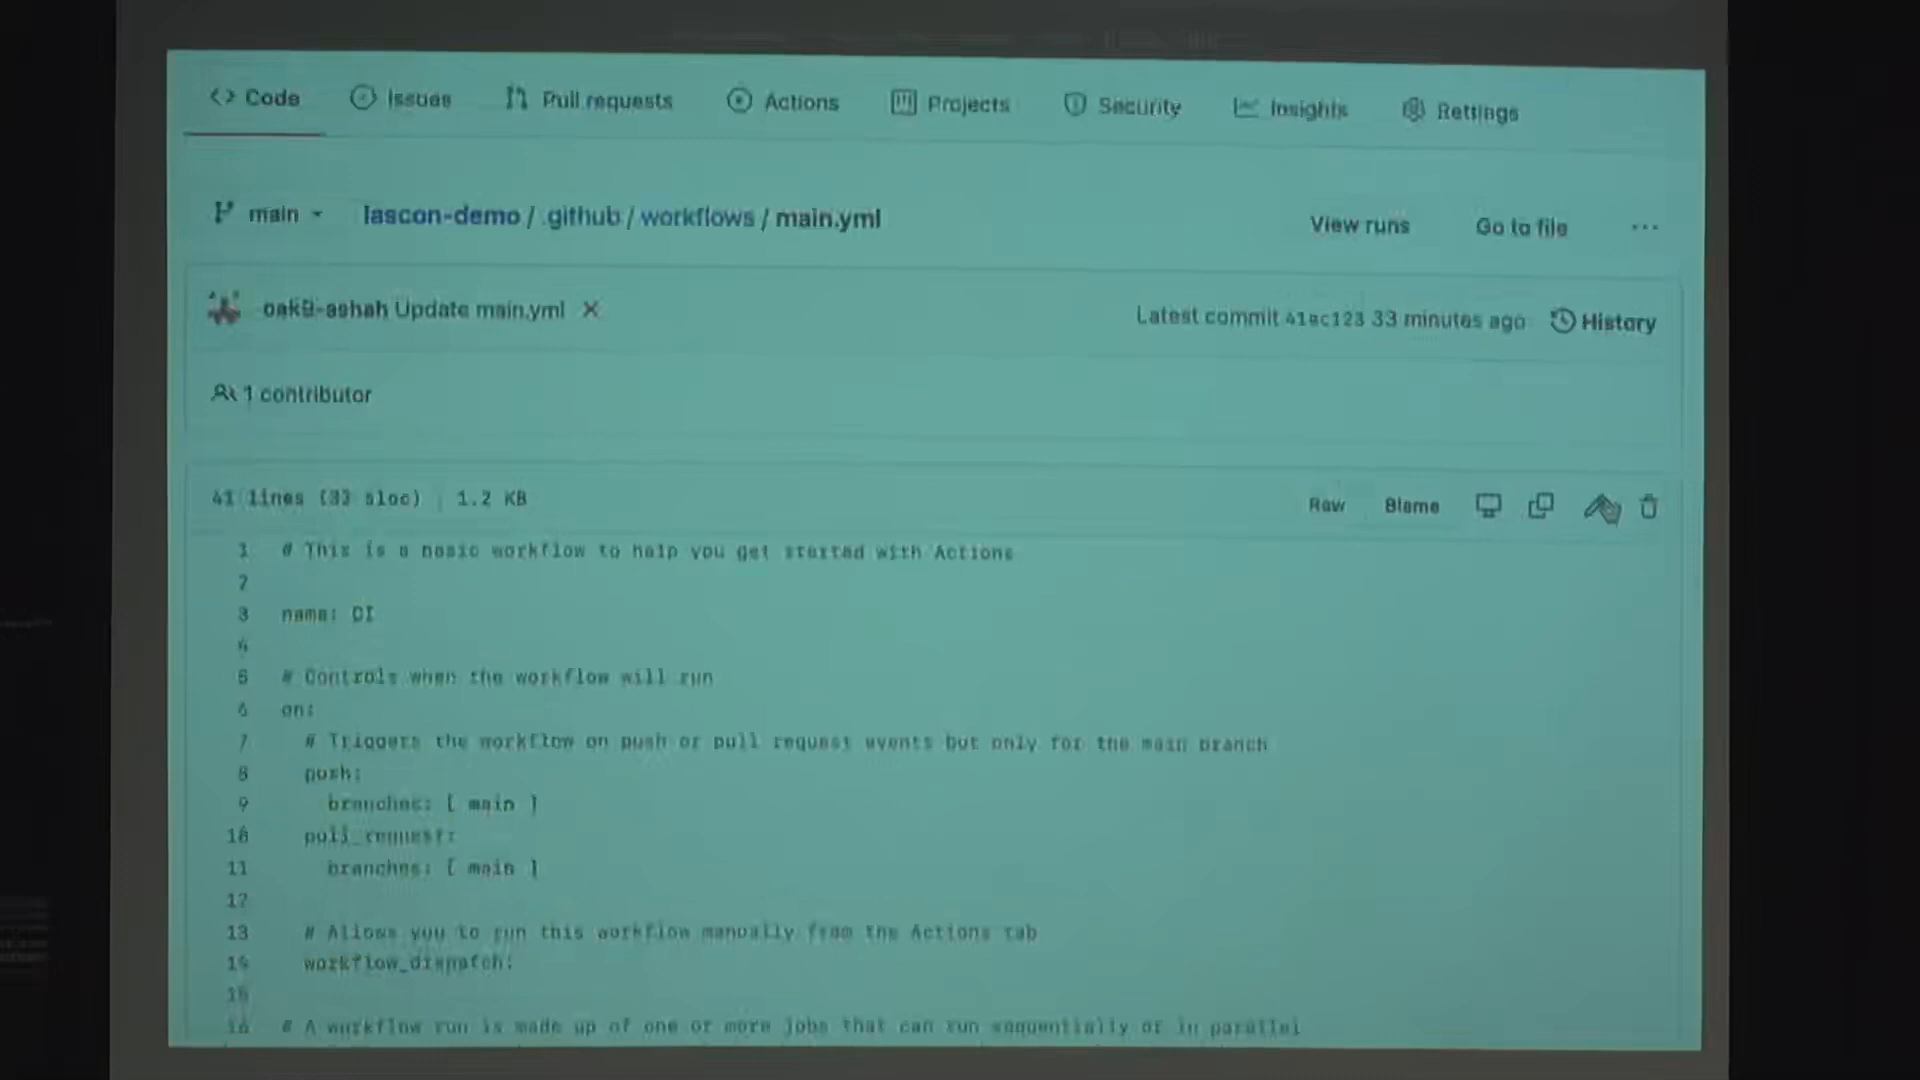 <> Code Issues Pull requests Actions Projects Security Insights Settings
main lascon-demo / .github / workflows / main.yml View runs Go to file ...
oak9-ashah Update main.yml X Latest commit 41ac123 33 minutes ago History
1 contributor
41 lines (33 sloc) | 1.2 KB Raw Blame
1 # This is a basic workflow to help you get started with Actions
2
3 name: CI
4
5 # Controls when the workflow will run
6 on:
7 # Triggers the workflow on push or pull request events but only for the main branch
8 push:
9 branches: [ main ]
10 pull_request:
11 branches: [ main ]
12
13 # Allows you to run this workflow manually from the Actions tab
14 workflow_dispatch:
15
16 # A workflow run is made up of one or more jobs that can run sequentially or in parallel